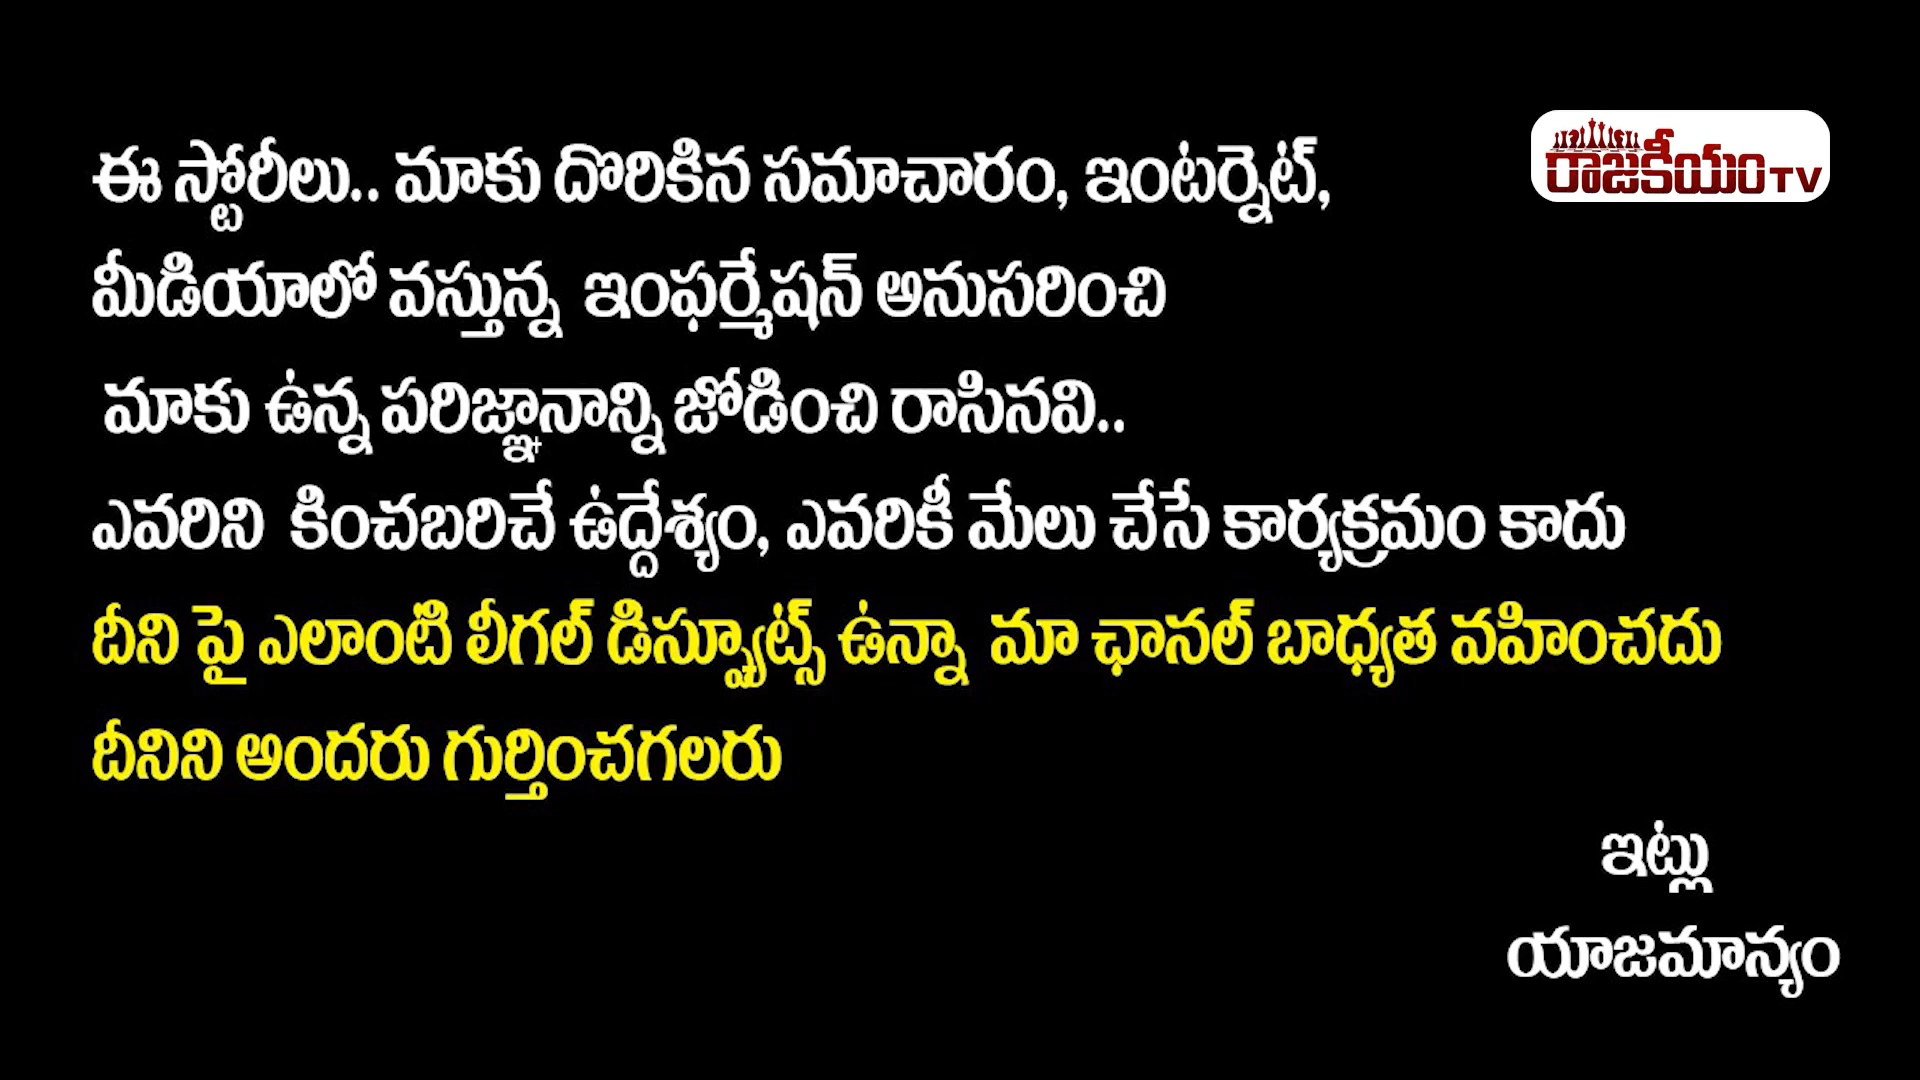 రాజకీయంTV
ఈ స్టోరీలు.. మాకు దొరికిన సమాచారం, ఇంటర్నెట్,
మీడియాలో వస్తున్న ఇంఫర్మేషన్ అనుసరించి
మాకు ఉన్న పరిజ్ఞానాన్ని జోడించి రాసినవి..
ఎవరిని కించబరిచే ఉద్దేశ్యం, ఎవరికీ మేలు చేసే కార్యక్రమం కాదు
దీని పై ఎలాంటి లీగల్ డిస్ప్యూట్స్ ఉన్నా మా ఛానల్ బాధ్యత వహించదు
దీనిని అందరు గుర్తించగలరు
ఇట్లు
యాజమాన్యం